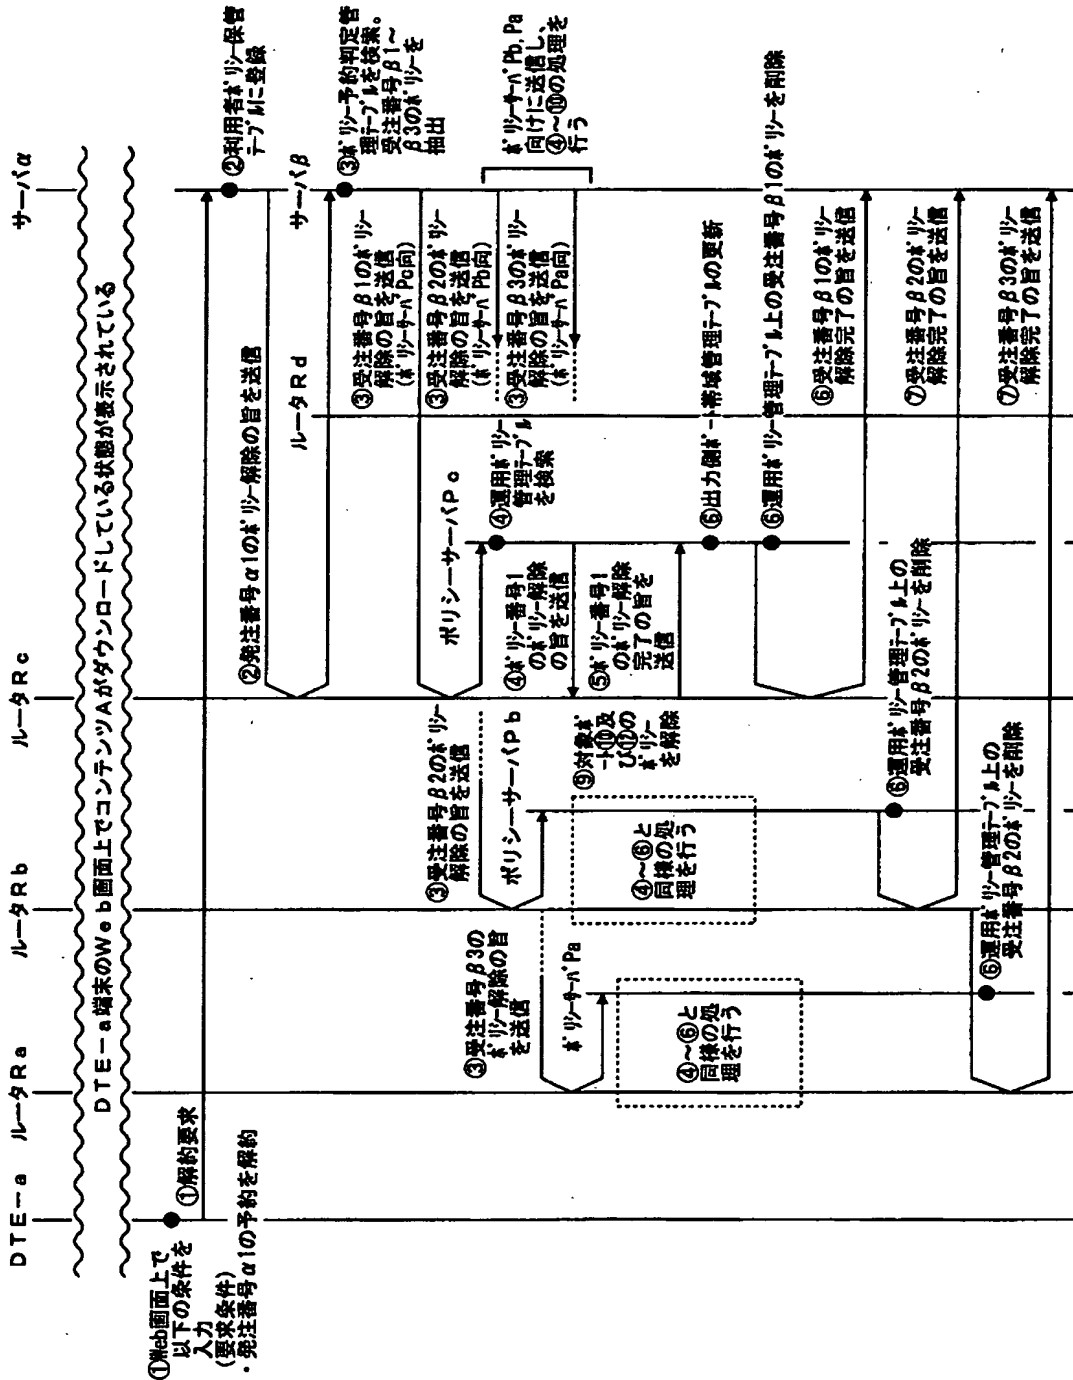 DTE-a
ルータRa
ルータRb
ルータRc
サーバα
DTE-a端末のWeb画面上でコンテンツAがダウンロードしている状態が表示されている
①Web画面上で
以下の条件を
入力
(要求条件)
・発注番号α1の予約を解約
①解約要求
②利用者ポリシー保管
テーブルに登録
②発注番号α1のポリシー解除の旨を送信
ルータRd
サーバβ
③ポリシー予約判定管
理テーブルを検索。
受注番号β1～
β3のポリシーを
抽出
③受注番号β1のポリシー
解除の旨を送信
(ポリシーサーバPc向)
③受注番号β2のポリシー
解除の旨を送信
(ポリシーサーバPb向)
③受注番号β3のポリシー
解除の旨を送信
(ポリシーサーバPa向)
ポリシーサーバPb,Pa
向けに送信し、
④～⑩の処理を
行う
ポリシーサーバPc
④運用ポリシー
管理テーブル
を検索
④ポリシー番号1
のポリシー解除
の旨を送信
⑤ポリシー番号1
のポリシー解除
完了の旨を
送信
⑥出力側ポート帯域管理テーブルの更新
⑥運用ポリシー管理テーブル上の受注番号β1のポリシーを削除
⑥受注番号β1のポリシー
解除完了の旨を送信
③受注番号β2のポリシー
解除の旨を送信
ポリシーサーバPb
⑨対象ポ
ート⑩及
び⑫の
ポリシー
を解除
④～⑥と
同様の処
理を行う
⑥運用ポリシー管理テーブル上の
受注番号β2のポリシーを削除
⑦受注番号β2のポリシー
解除完了の旨を送信
③受注番号β3の
ポリシー解除の旨
を送信
ポリシーサーバPa
④～⑥と
同様の処
理を行う
⑥運用ポリシー管理テーブル上の
受注番号β2のポリシーを削除
⑦受注番号β3のポリシー
解除完了の旨を送信